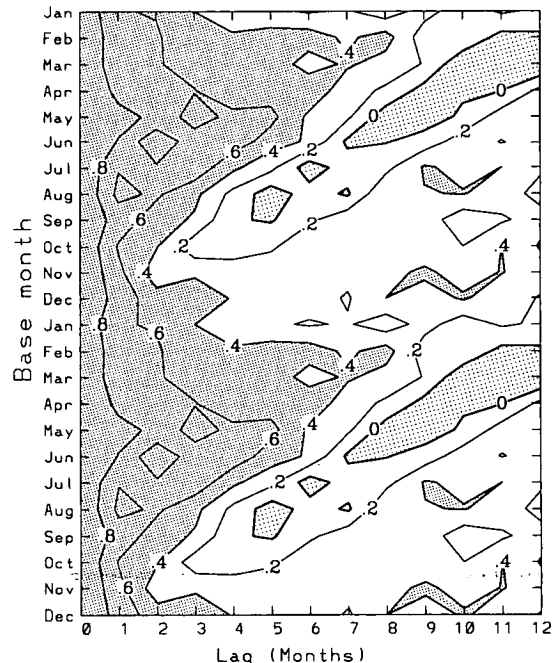 Base month
Jan
Feb
.4
Mar
.8
Apr 0
0
May
.2
Jun .6 .4 .2
Jul
Aug .6
Sep .2
Oct .2 .4
Nov .4
Dec
Jan .8 .6
.4 .2
Feb
.4
Mar
Apr 0
.4 0
May .6
.2
Jun
.2
Jul
Aug .2
Sep .8
Oct .4 .2 .4
Nov .6
Dec
0 1 2 3 4 5 6 7 8 9 10 11 12
Lag (Months)